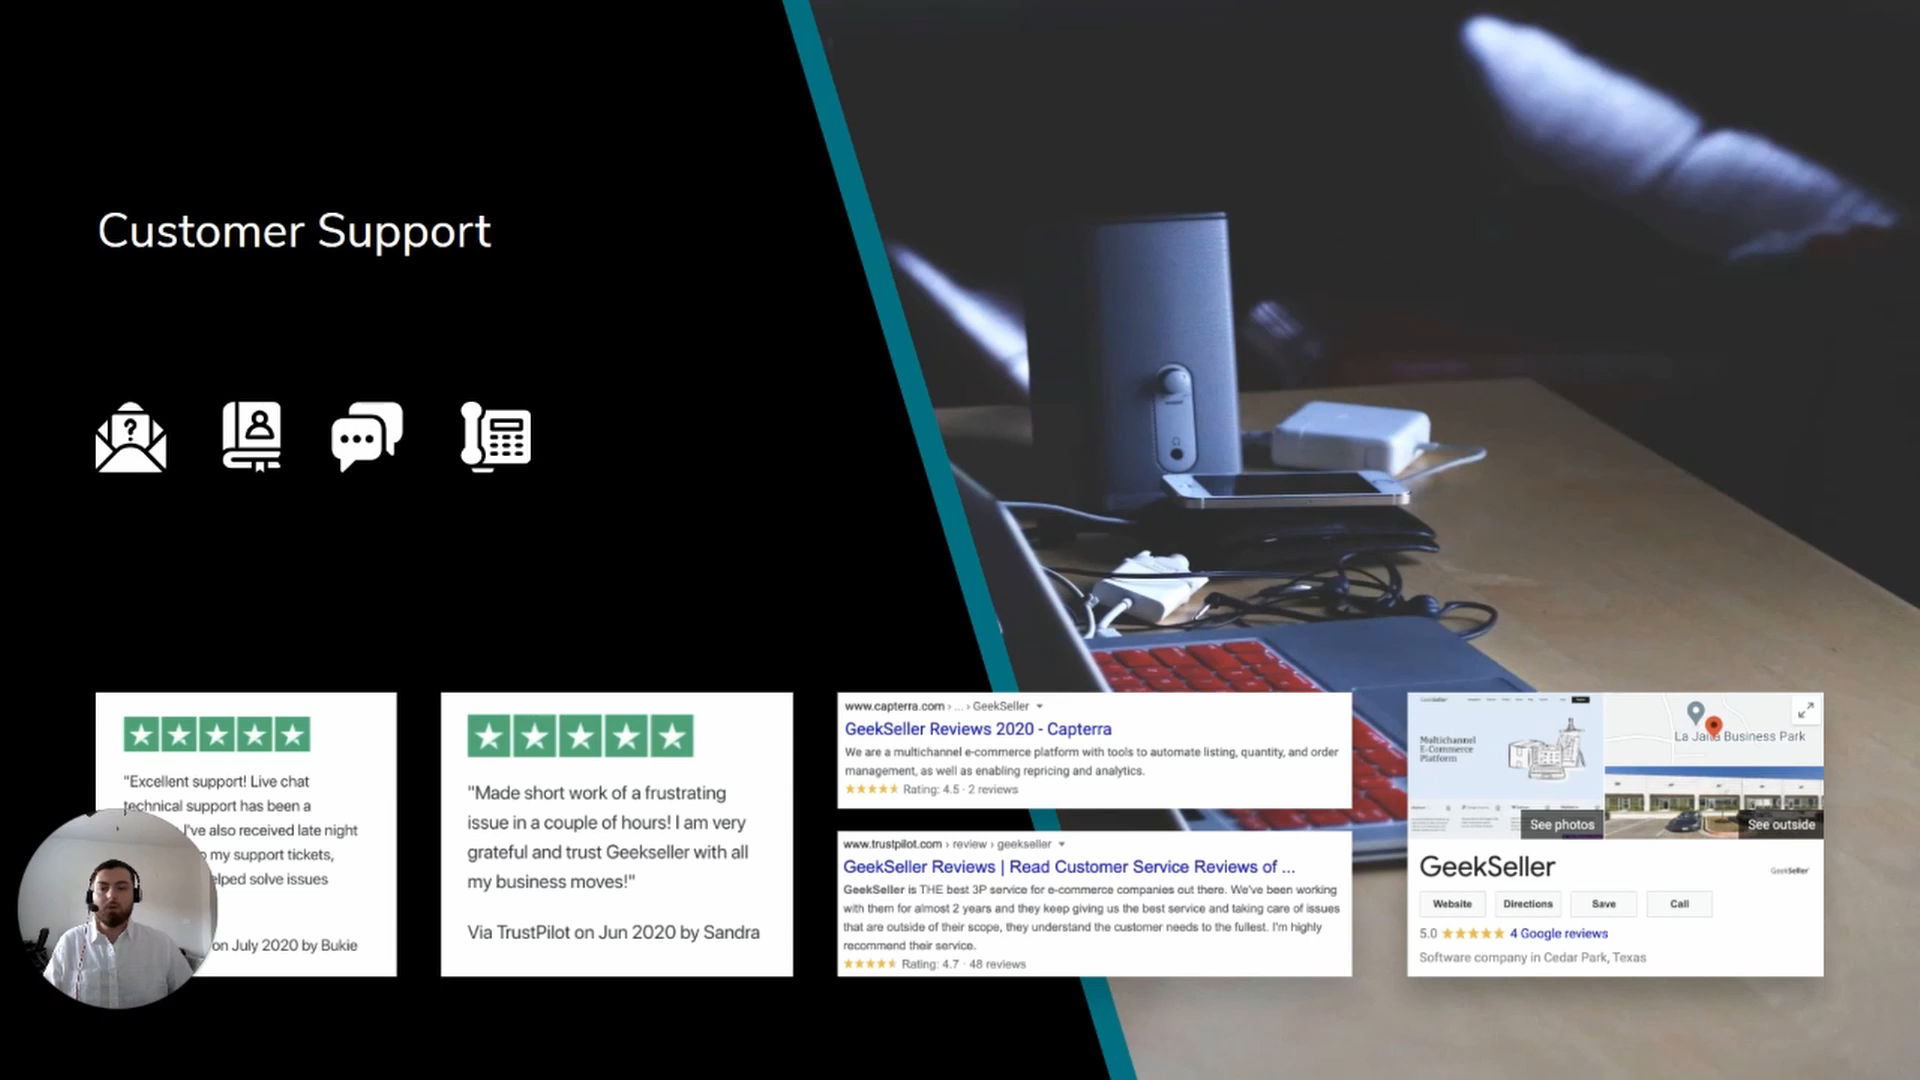 Customer Support
"Excellent support! Live chat
technical support has been a
I've also received late night
my support tickets,
elped solve issues
on July 2020 by Bukie
"Made short work of a frustrating
issue in a couple of hours! I am very
grateful and trust Geekseller with all
my business moves!"
Via TrustPilot on Jun 2020 by Sandra
www.capterra.com › ... › GeekSeller
GeekSeller Reviews 2020 - Capterra
We are a multichannel e-commerce platform with tools to automate listing, quantity, and order
management, as well as enabling repricing and analytics.
Rating: 4.5 · 2 reviews
www.trustpilot.com › review › geekseller
GeekSeller Reviews | Read Customer Service Reviews of ...
GeekSeller is THE best 3P service for e-commerce companies out there. We've been working
with them for almost 2 years and they keep giving us the best service and taking care of issues
that are outside of their scope, they understand the customer needs to the fullest. I'm highly
recommend their service.
Rating: 4.7 · 48 reviews
Multichannel
E-Commerce
Platform
La Jaita Business Park
See photos
See outside
GeekSeller
GeekSeller
Website Directions Save Call
5.0 4 Google reviews
Software company in Cedar Park, Texas